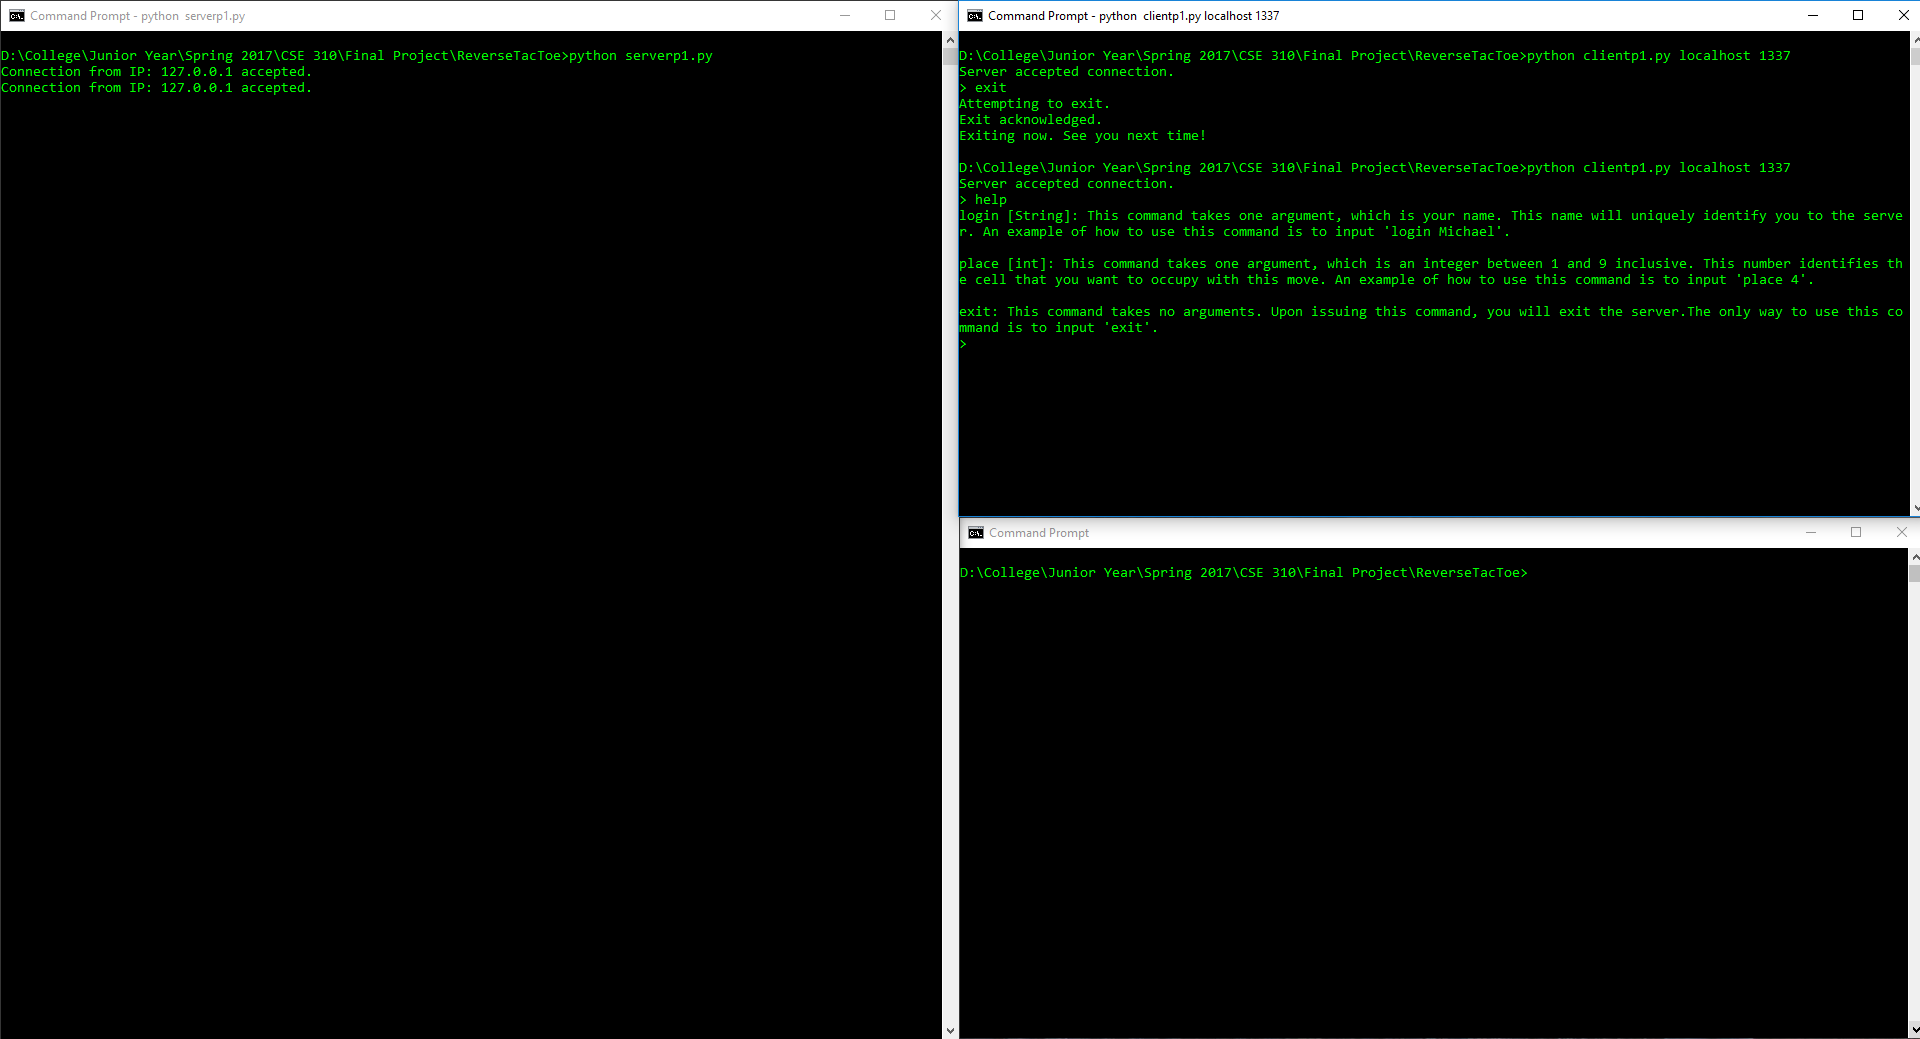 Command Prompt - python  serverp1.py
D:\College\Junior Year\Spring 2017\CSE 310\Final Project\ReverseTacToe>python serverp1.py
Connection from IP: 127.0.0.1 accepted.
Connection from IP: 127.0.0.1 accepted.
Command Prompt - python  clientp1.py localhost 1337
D:\College\Junior Year\Spring 2017\CSE 310\Final Project\ReverseTacToe>python clientp1.py localhost 1337
Server accepted connection.
> exit
Attempting to exit.
Exit acknowledged.
Exiting now. See you next time!
D:\College\Junior Year\Spring 2017\CSE 310\Final Project\ReverseTacToe>python clientp1.py localhost 1337
Server accepted connection.
> help
login [String]: This command takes one argument, which is your name. This name will uniquely identify you to the serve
r. An example of how to use this command is to input 'login Michael'.
place [int]: This command takes one argument, which is an integer between 1 and 9 inclusive. This number identifies th
e cell that you want to occupy with this move. An example of how to use this command is to input 'place 4'.
exit: This command takes no arguments. Upon issuing this command, you will exit the server.The only way to use this co
mmand is to input 'exit'.
>
Command Prompt
D:\College\Junior Year\Spring 2017\CSE 310\Final Project\ReverseTacToe>